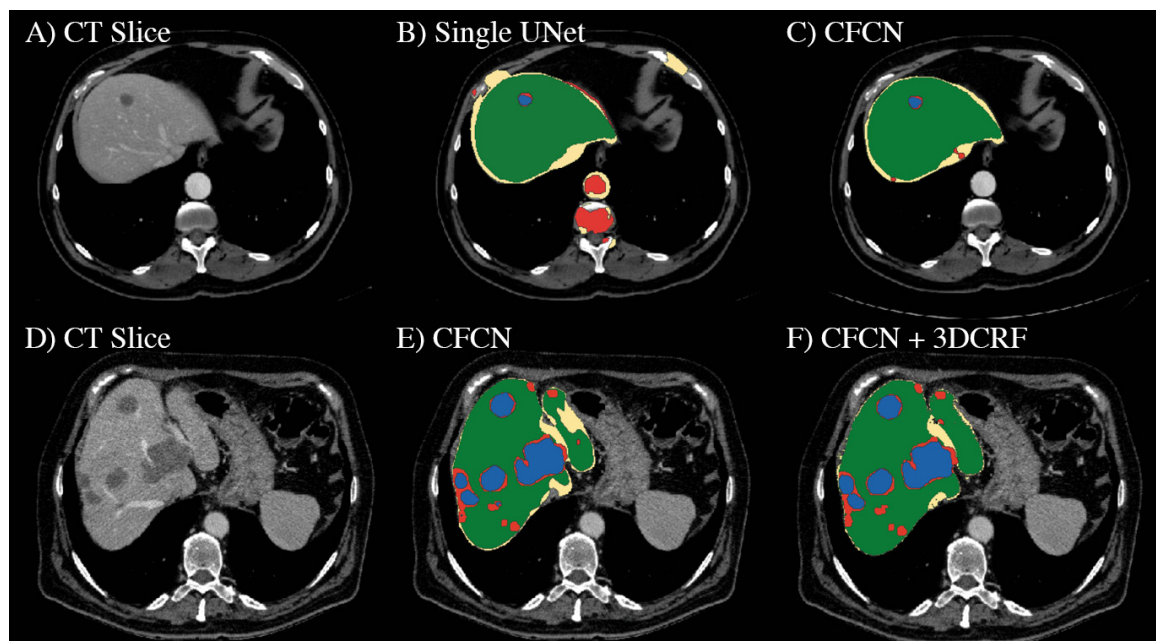 A) CT Slice
B) Single UNet
C) CFCN
D) CT Slice
E) CFCN
F) CFCN + 3DCRF